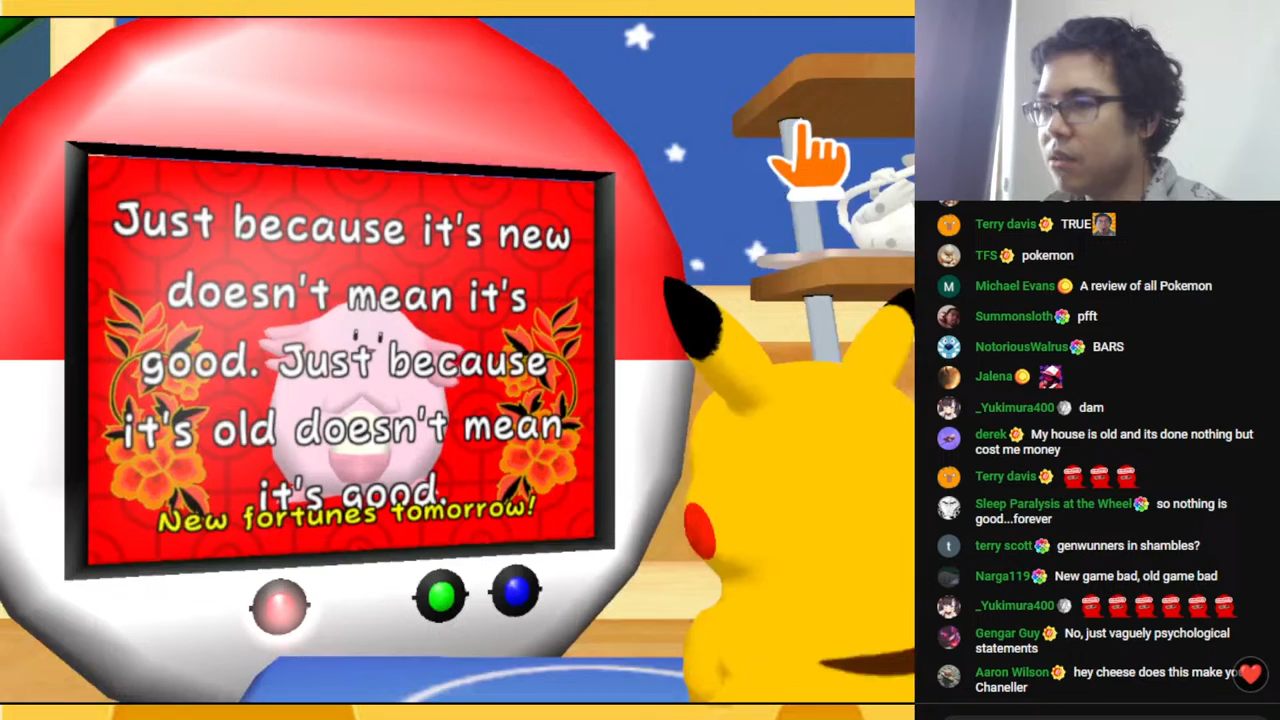 Just because it's new
doesn't mean it's
good. Just because
it's old doesn't mean
it's good.
New fortunes tomorrow!
Terry davis TRUE
TFS pokemon
M Michael Evans A review of all Pokemon
Summonsloth pfft
NotoriousWalrus BARS
Jalena
_Yukimura400 dam
derek My house is old and its done nothing but
cost me money
Terry davis
Sleep Paralysis at the Wheel so nothing is
good...forever
t terry scott genwunners in shambles?
Narga119 New game bad, old game bad
_Yukimura400
Gengar Guy No, just vaguely psychological
statements
Aaron Wilson hey cheese does this make
Chaneller